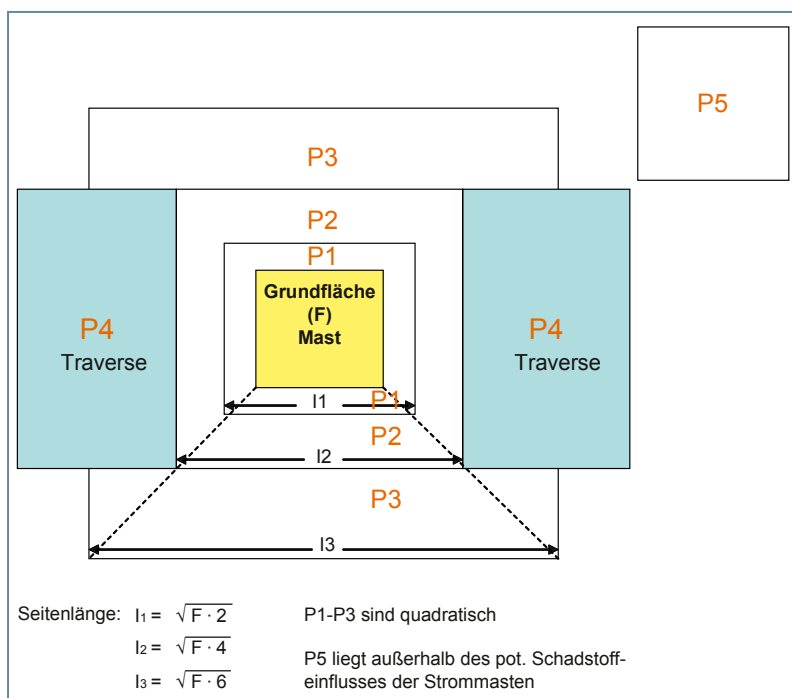 P5
P3
P2
P1
Grundfläche
(F)
Mast
P4
Traverse
P4
Traverse
P1
l1
P2
l2
P3
l3
Seitenlänge: l1 = √F · 2
l2 = √F · 4
l3 = √F · 6
P1-P3 sind quadratisch
P5 liegt außerhalb des pot. Schadstoff-
einflusses der Strommasten